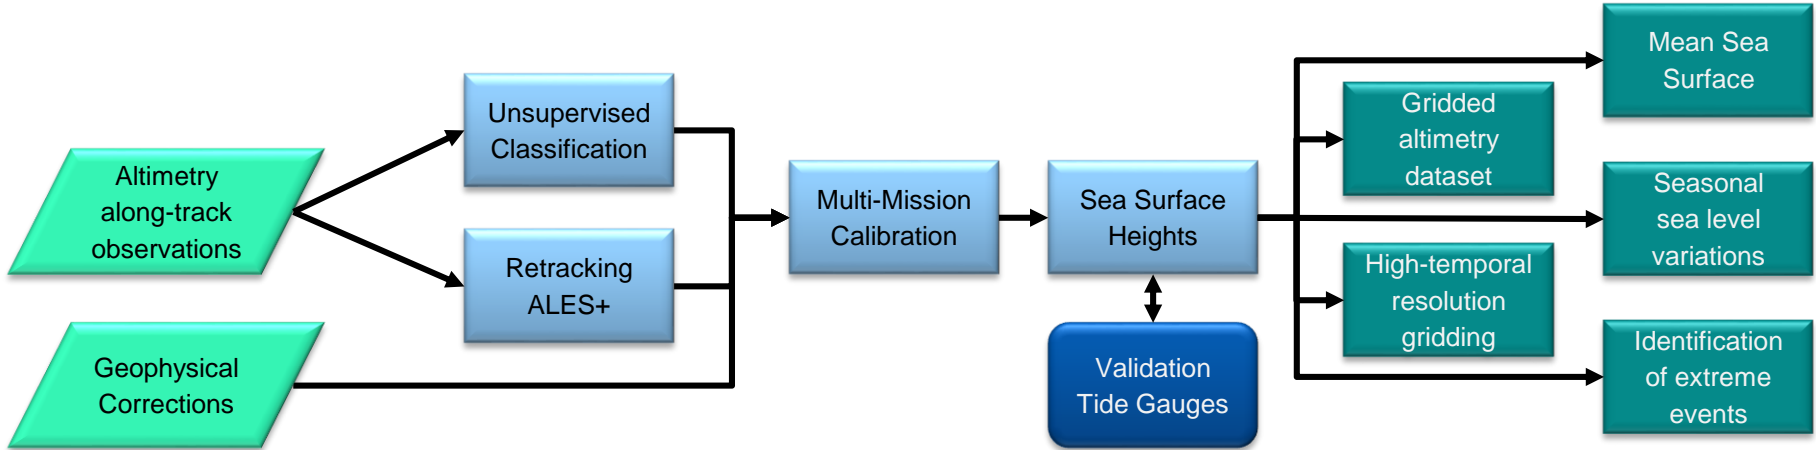 Altimetry
along-track
observations
Geophysical
Corrections
Unsupervised
Classification
Retracking
ALES+
Multi-Mission
Calibration
Sea Surface
Heights
Validation
Tide Gauges
Gridded
altimetry
dataset
High-temporal
resolution
gridding
Mean Sea
Surface
Seasonal
sea level
variations
Identification
of extreme
events